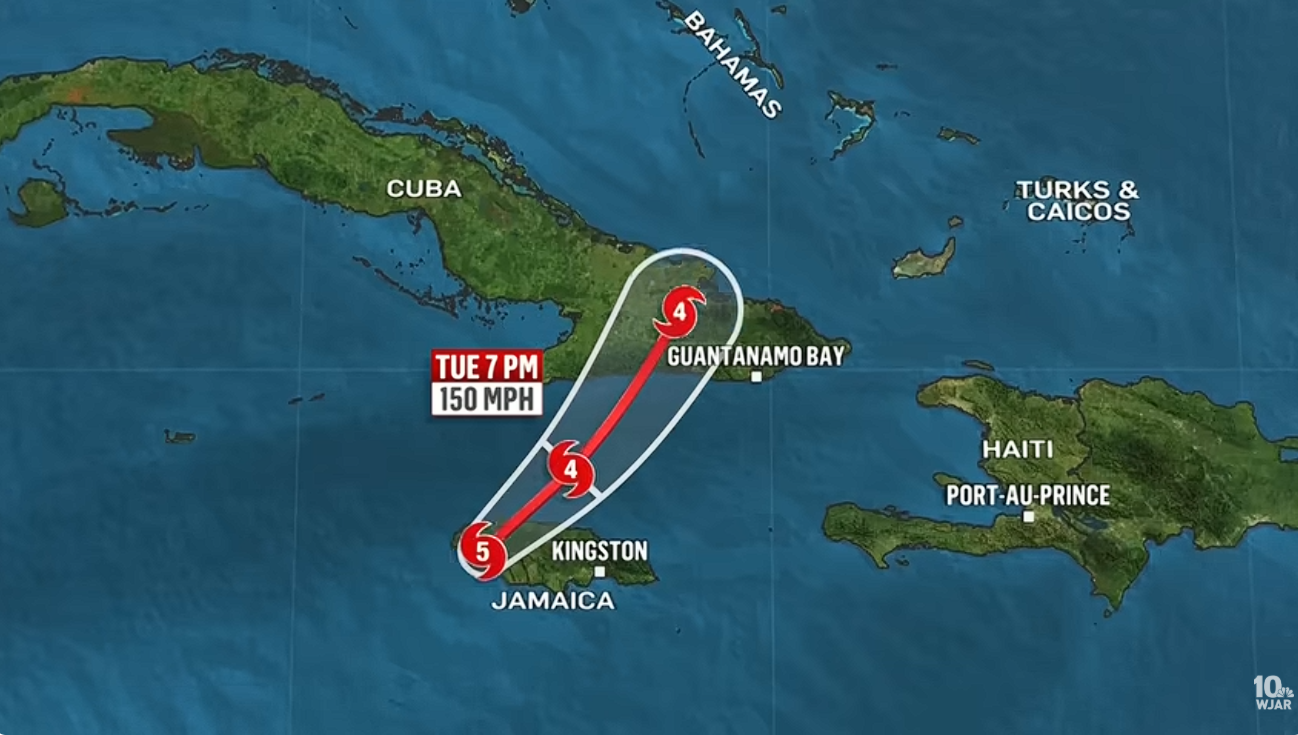 BAHAMAS
CUBA
TURKS &
CAICOS
4
TUE 7 PM
150 MPH
GUANTANAMO BAY
4
HAITI
PORT-AU-PRINCE
5
KINGSTON
JAMAICA
10
WJAR